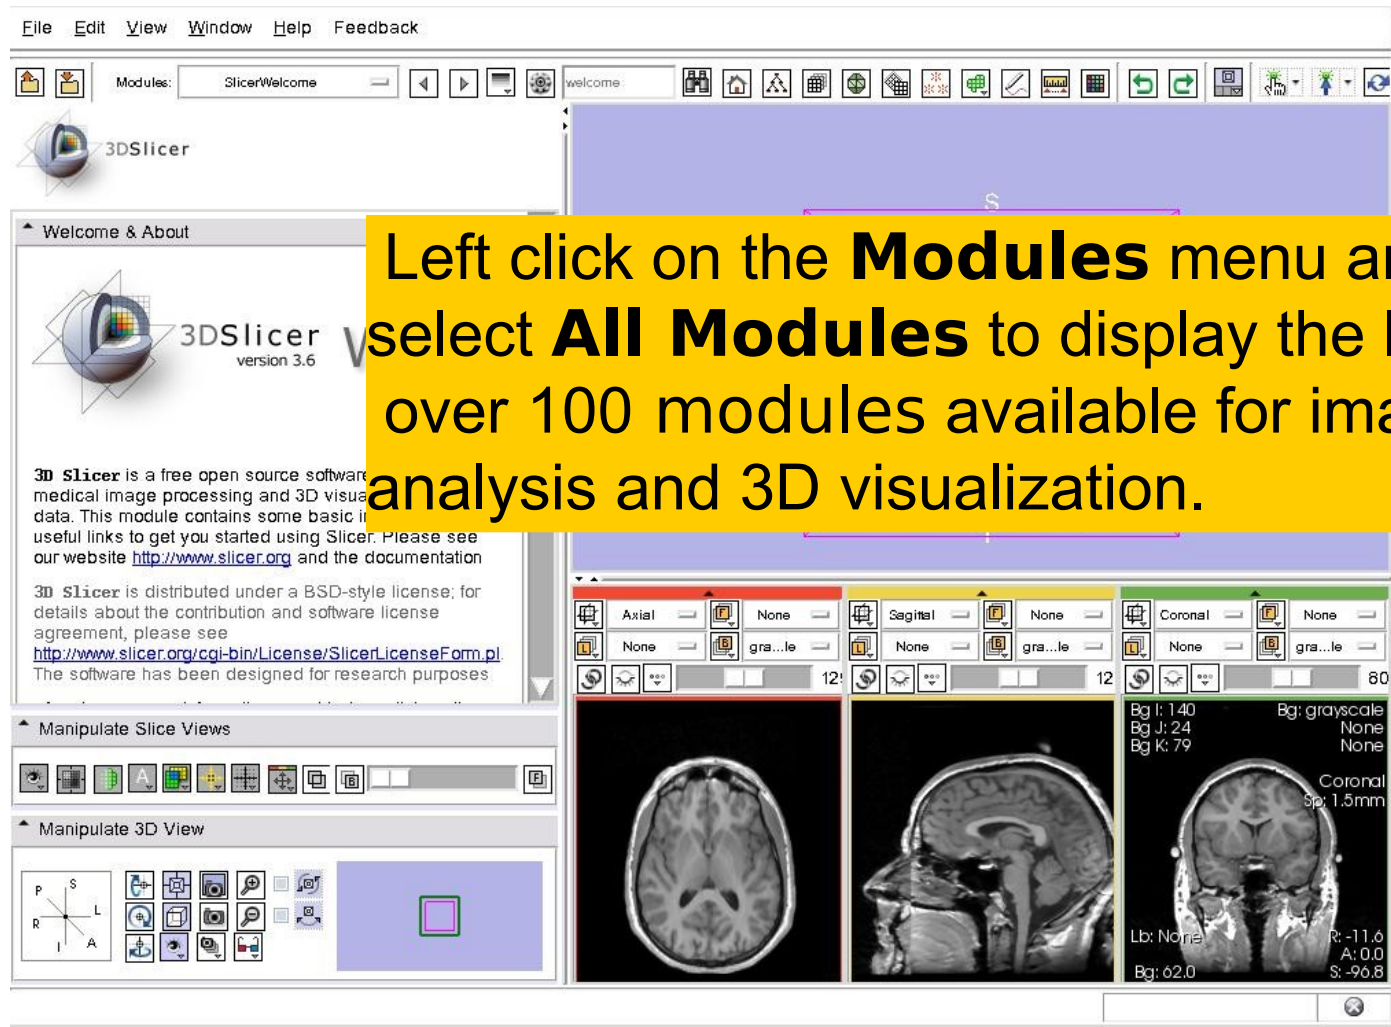 File Edit View Window Help Feedback
Modules: SlicerWelcome welcome
3DSlicer
Welcome & About
3DSlicer
version 3.6
S
Left click on the Modules menu
select All Modules to display the
over 100 modules available for
analysis and 3D visualization.
3D Slicer is a free open source software
medical image processing and 3D
data. This module contains some basic
useful links to get you started using Slicer. Please see
our website http://www.slicer.org and the documentation
3D Slicer is distributed under a BSD-style license; for
details about the contribution and software license
agreement, please see
http://www.slicer.org/cgi-bin/License/SlicerLicenseForm.pl.
The software has been designed for research purposes
Manipulate Slice Views
A B F
Manipulate 3D View
P S
R L
I A
Axial F None
L None B gra...le
Sagittal F None
L None B gra...le
12
Coronal F None
L None B gra...le
80
Bg I: 140 Bg: grayscale
Bg J: 24 None
Bg K: 79 None
Coronal
Sp: 1.5mm
Lb: None R: -11.6
A: 0.0
Bg: 62.0 S: -96.8